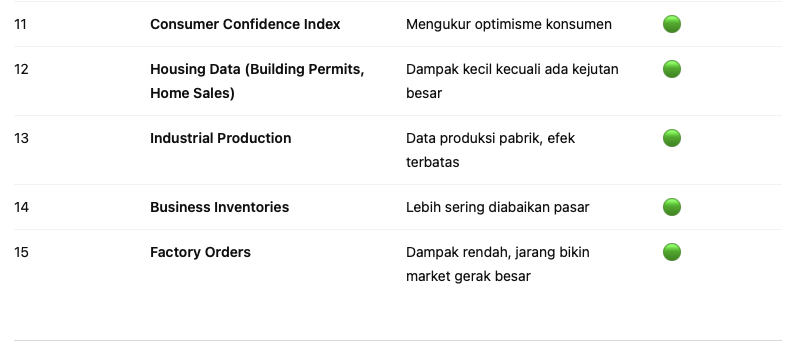 11 Consumer Confidence Index Mengukur optimisme konsumen
12 Housing Data (Building Permits, Dampak kecil kecuali ada kejutan
Home Sales) besar
13 Industrial Production Data produksi pabrik, efek
terbatas
14 Business Inventories Lebih sering diabaikan pasar
15 Factory Orders Dampak rendah, jarang bikin
market gerak besar